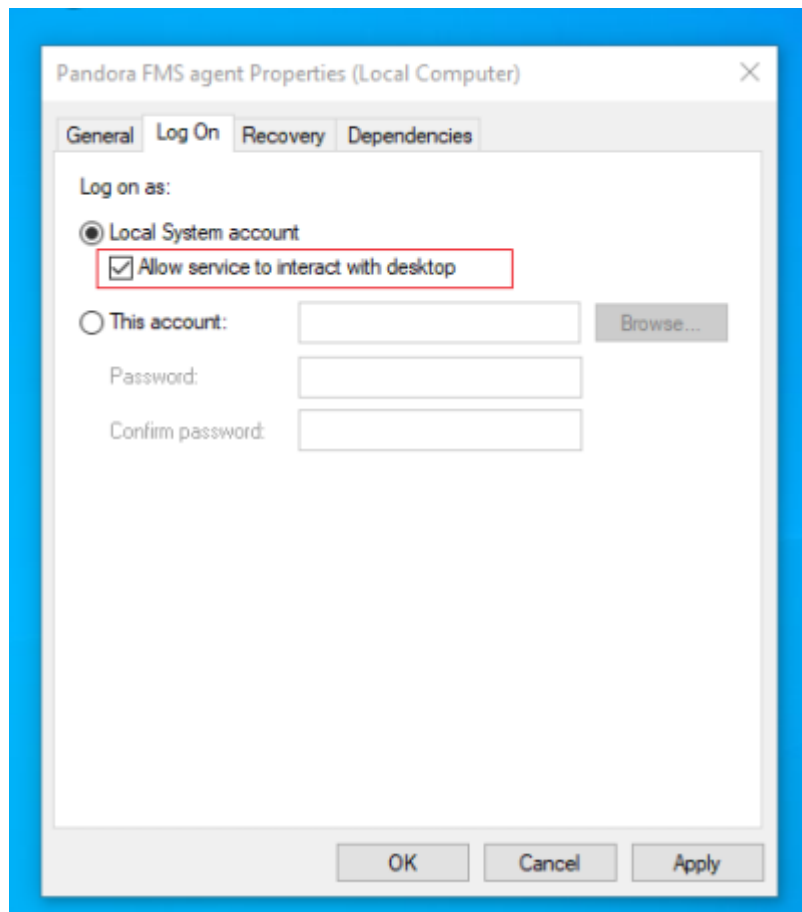 Pandora FMS agent Properties (Local Computer)
General Log On Recovery Dependencies
Log on as:
Local System account
Allow service to interact with desktop
This account: Browse...
Password:
Confirm password:
OK Cancel Apply